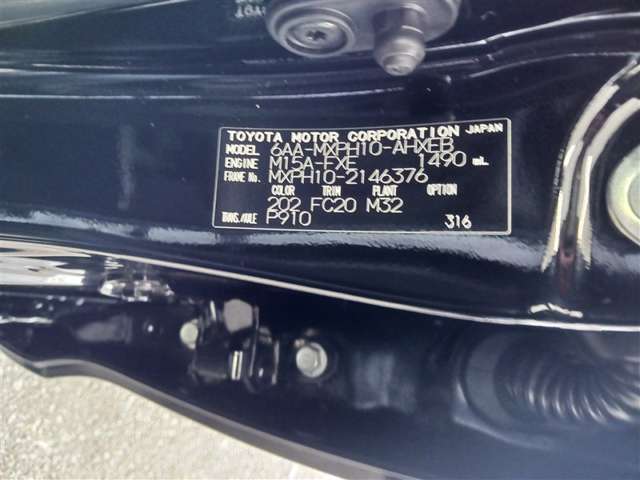 TOYOTA MOTOR CORPORATION JAPAN
MODEL 6AA-MXPH10-AHXEB
ENGINE M15A-FXE 1490 mL
FRAME No. MXPH10-2146376
COLOR TRIM PLANT OPTION
202 FC20 M32
TRANS./AXLE P910 316